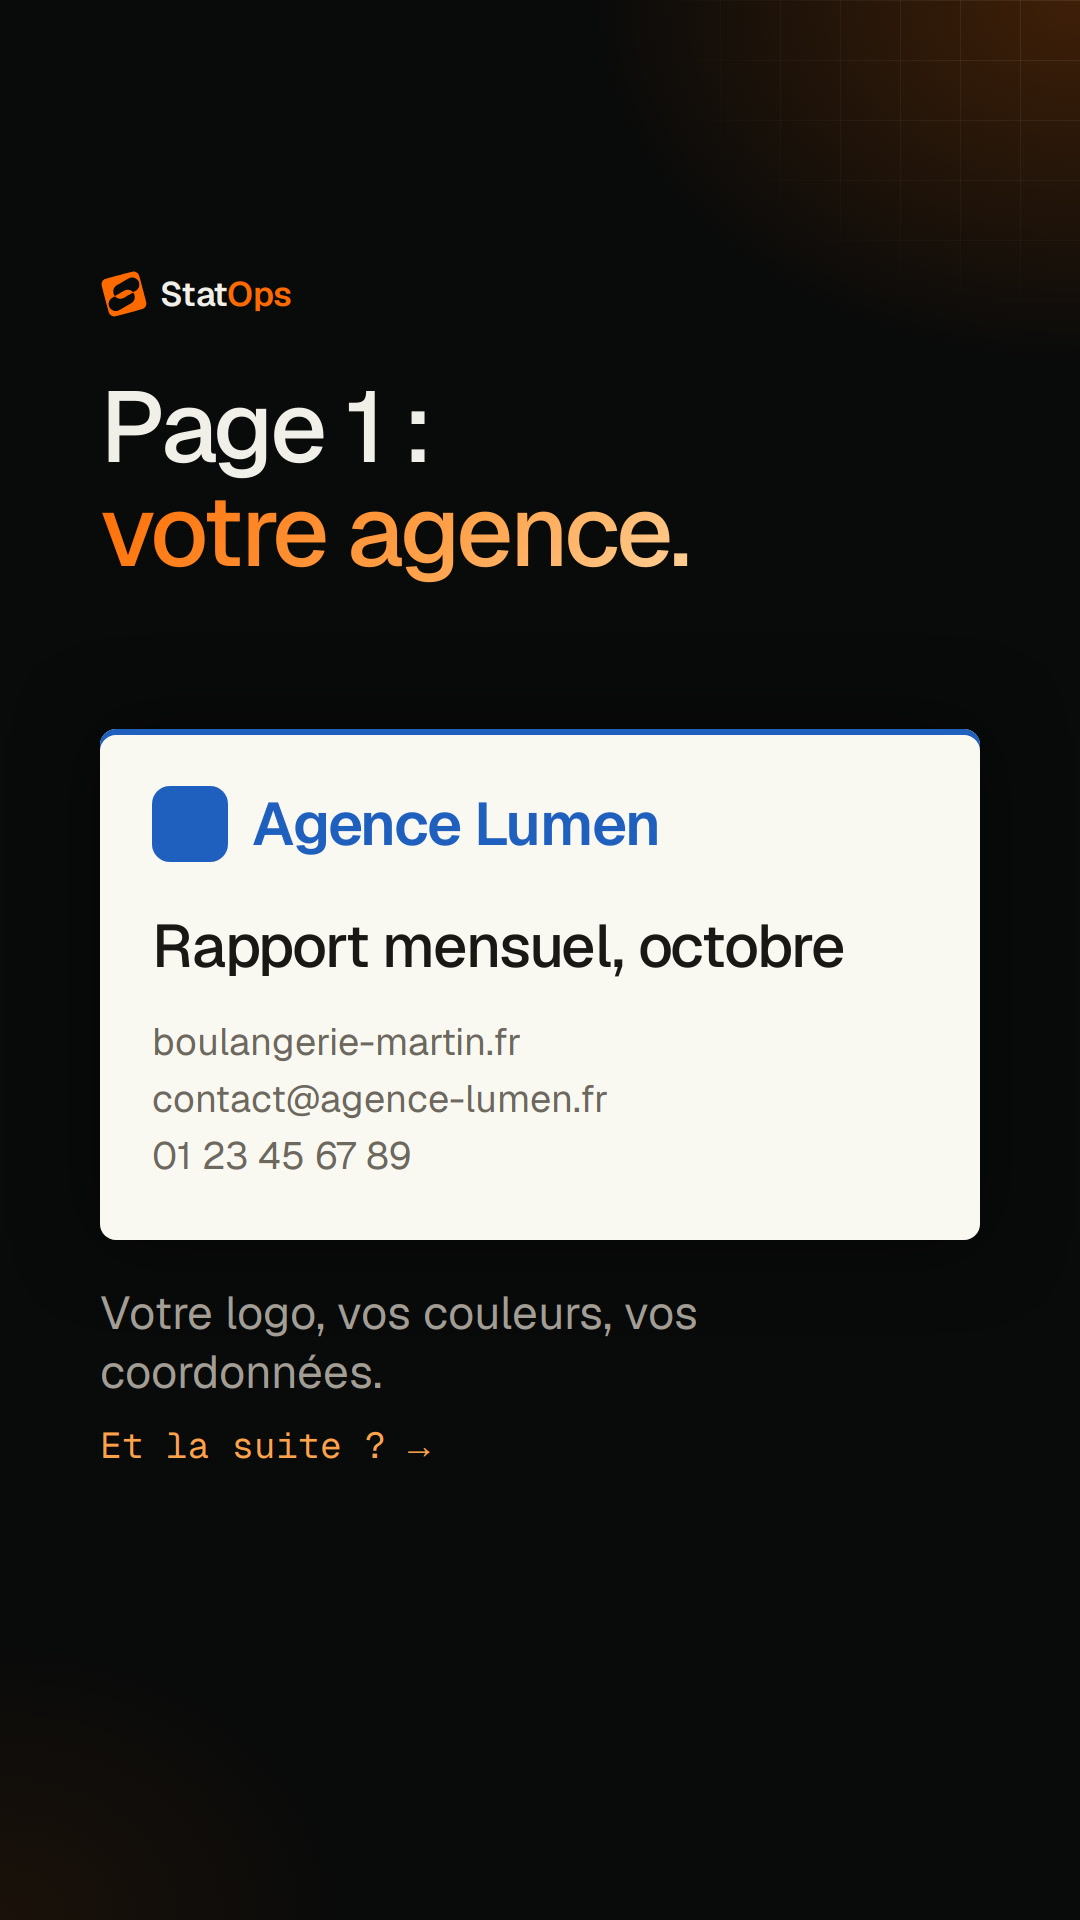 StatOps
Page 1 :
votre agence.
Agence Lumen
Rapport mensuel, octobre
boulangerie-martin.fr
contact@agence-lumen.fr
01 23 45 67 89
Votre logo, vos couleurs, vos
coordonnées.
Et la suite ? →